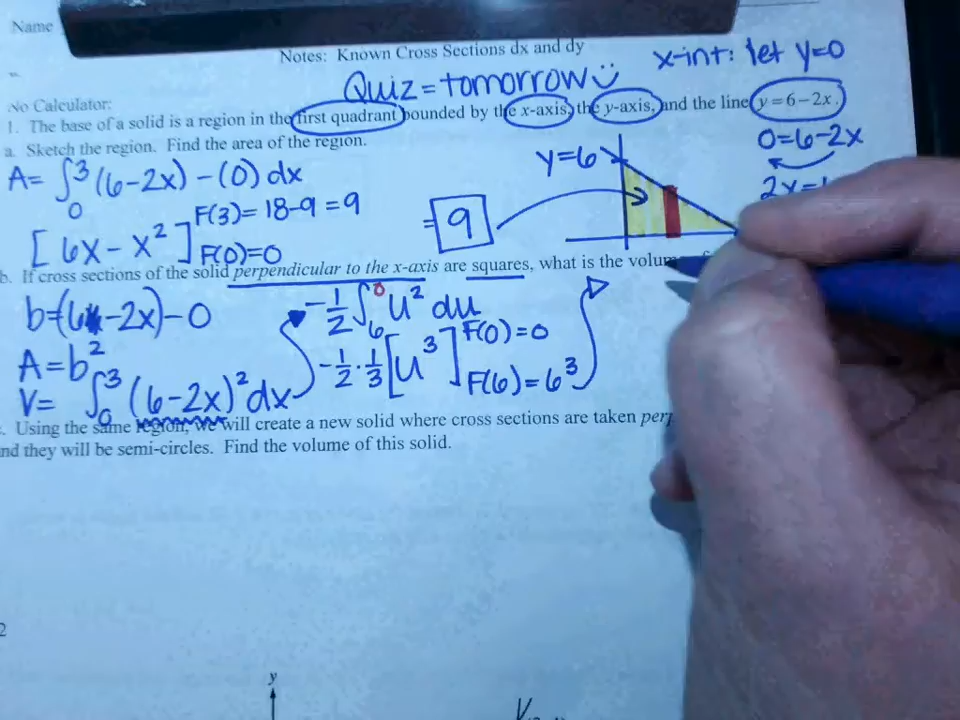 Name
Notes: Known Cross Sections dx and dy
x-int: let y=0
Quiz = tomorrow
No Calculator:
1. The base of a solid is a region in the first quadrant bounded by the x-axis, the y-axis, and the line y = 6 – 2x.
0=6-2x
a. Sketch the region. Find the area of the region.
y=6
2x=
A= ∫₀³ (6-2x) - (0) dx
F(3) = 18-9 = 9
= 9
[6x - x²]
F(0)=0
b. If cross sections of the solid perpendicular to the x-axis are squares, what is the
b=(6-2x)-0
-1/2 ∫₆⁰ u² du
A=b²
-1/2 · 1/3 [u³]
F(0)=0
F(6)=6³
V= ∫₀³ (6-2x)² dx
. Using the same region, we will create a new solid where cross sections are taken
and they will be semi-circles. Find the volume of this solid.
2
y